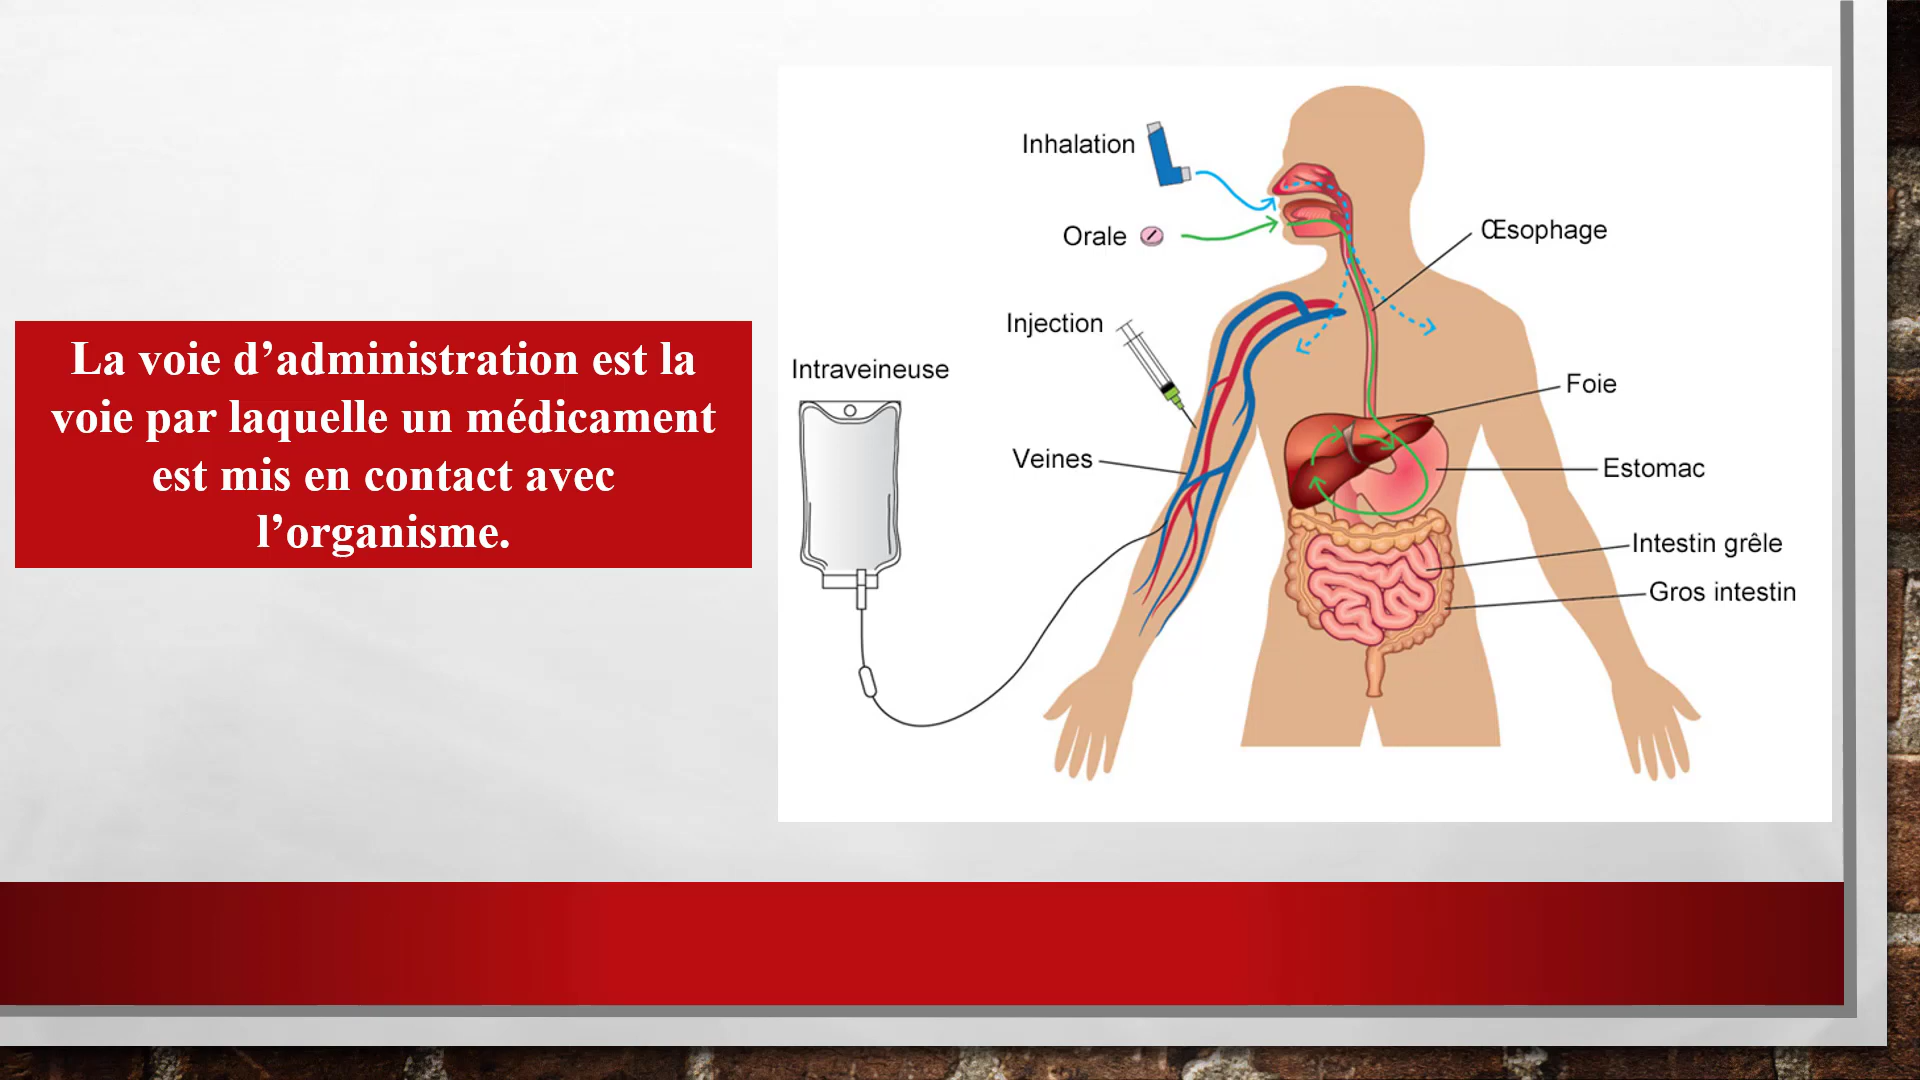 La voie d’administration est la
voie par laquelle un médicament
est mis en contact avec
l’organisme.
Inhalation
Orale
Œsophage
Injection
Intraveineuse
Foie
Veines
Estomac
Intestin grêle
Gros intestin